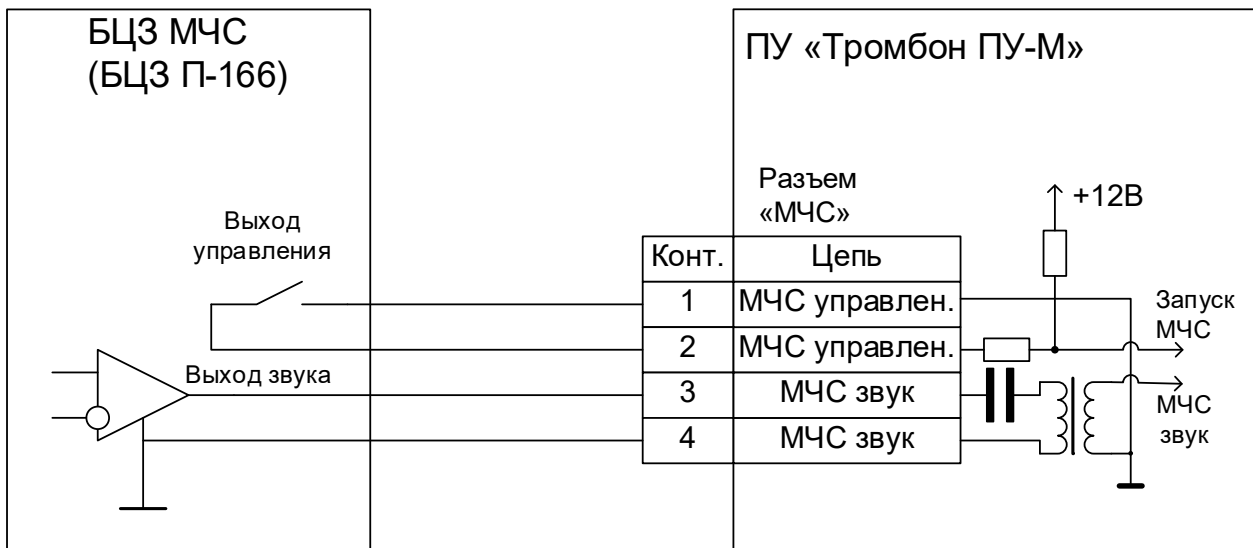 БЦЗ МЧС
(БЦЗ П-166)
ПУ «Тромбон ПУ-М»
Разъем
«МЧС»
+12В
Выход
управления
Конт.
Цепь
1
МЧС управлен.
Запуск
МЧС
2
МЧС управлен.
Выход звука
3
МЧС звук
МЧС
звук
4
МЧС звук